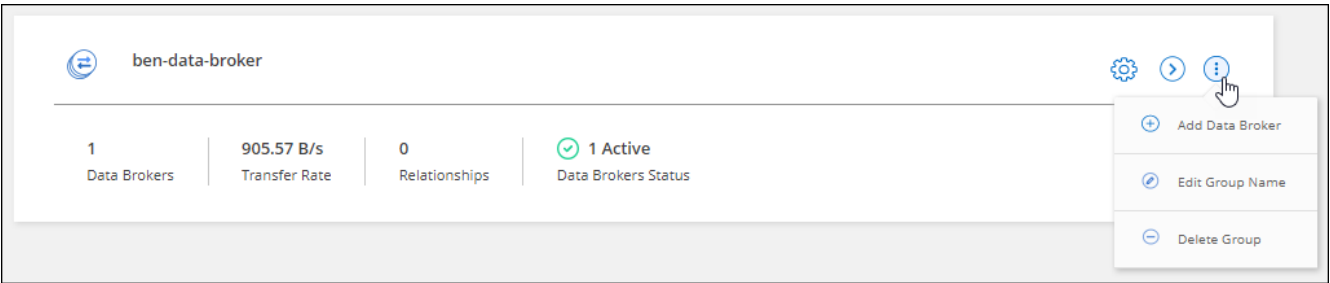 ben-data-broker
1
Data Brokers
905.57 B/s
Transfer Rate
0
Relationships
1 Active
Data Brokers Status
Add Data Broker
Edit Group Name
Delete Group